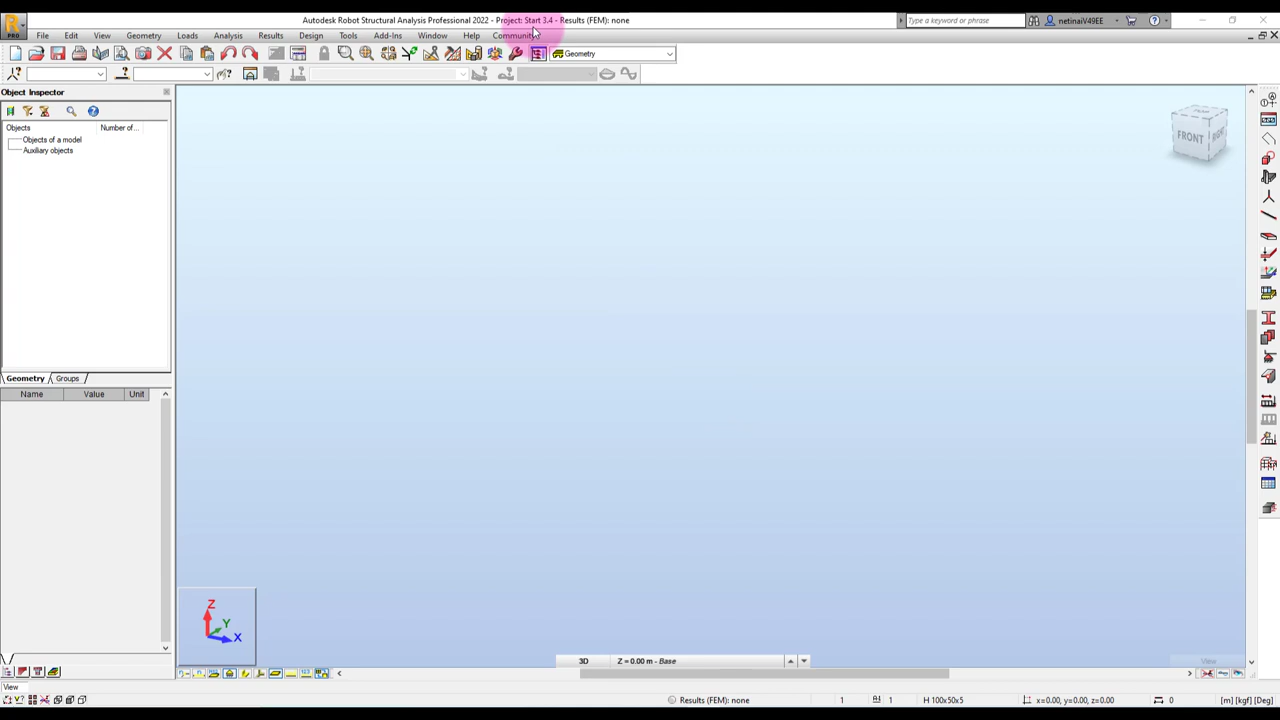 Autodesk Robot Structural Analysis Professional 2022 - Project: Start 3.4 - Results (FEM): none
Type a keyword or phrase
netinaiV49EE
PRO
File Edit View Geometry Loads Analysis Results Design Tools Add-Ins Window Help Community
Geometry
Object Inspector
Objects Number of...
Objects of a model
Auxiliary objects
FRONT RIGHT
Geometry Groups
Name Value Unit
Z
Y
X
3D Z = 0.00 m - Base
View
View
Results (FEM): none 1 1 H 100x50x5 x=0.00, y=0.00, z=0.00 0 [m] [kgf] [Deg]